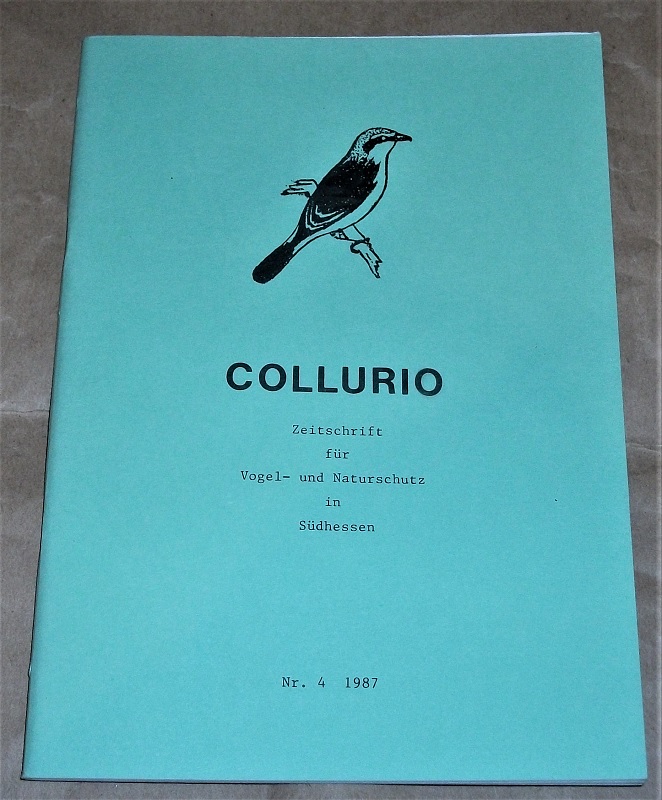 COLLURIO
Zeitschrift
für
Vogel- und Naturschutz
in
Südhessen
Nr. 4 1987